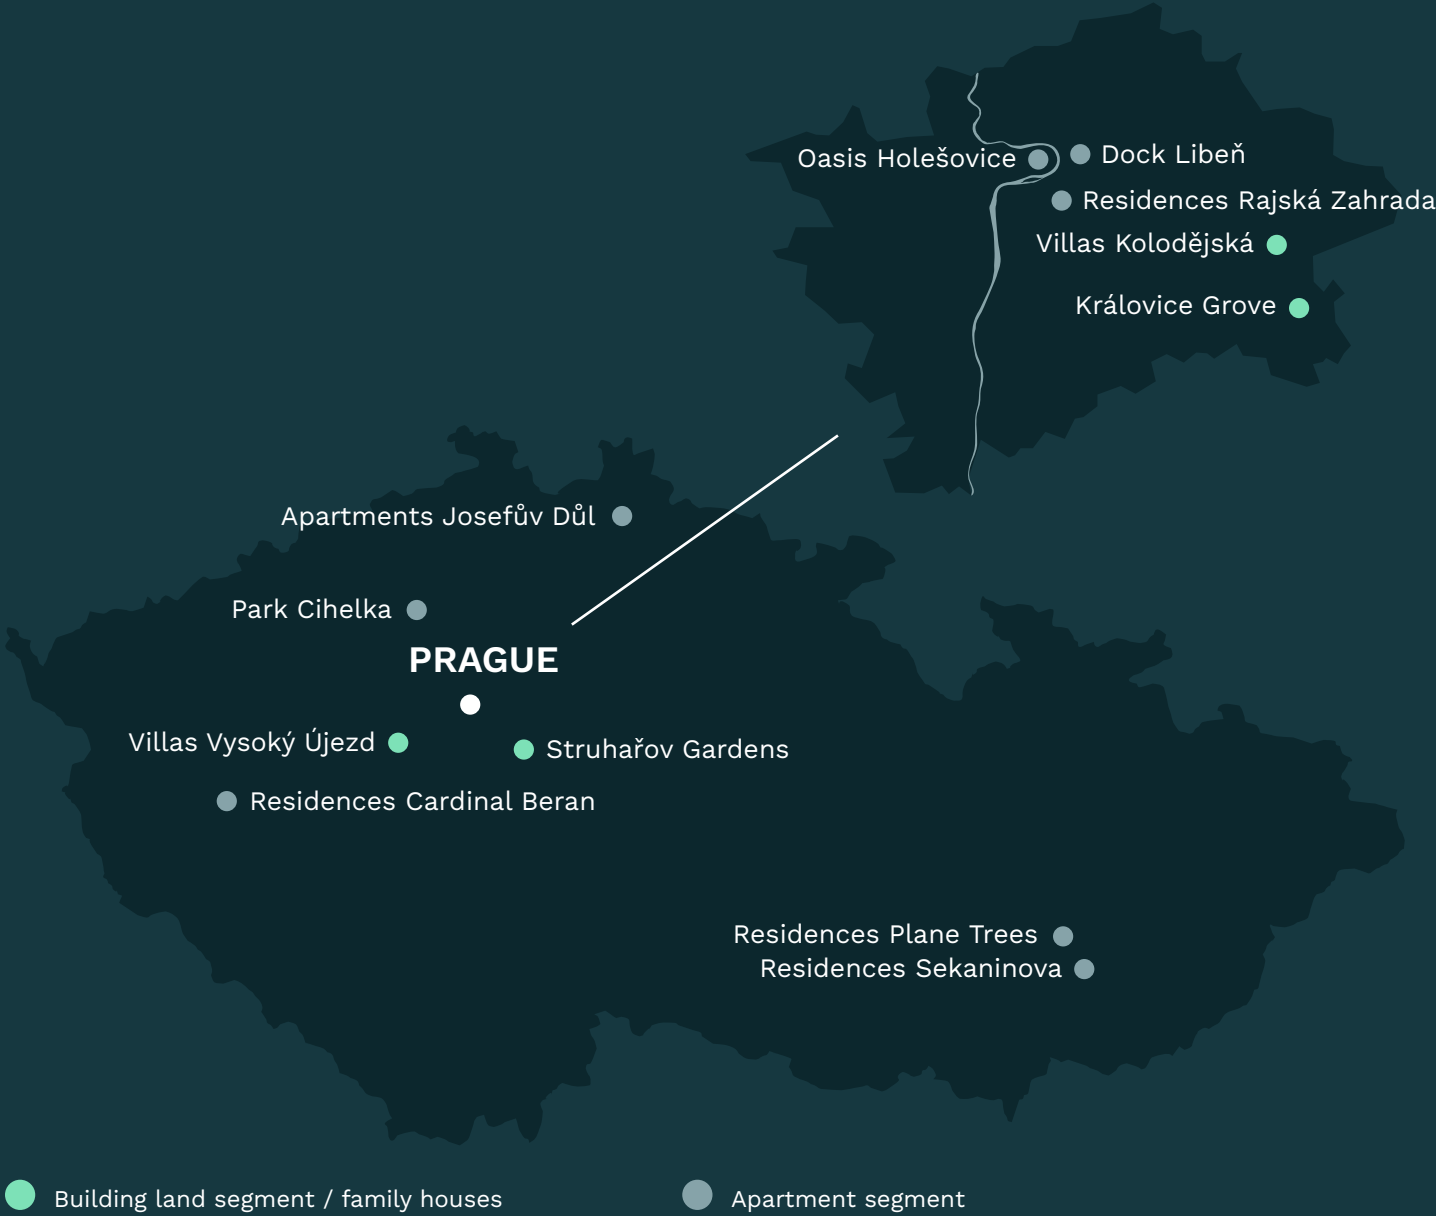 Oasis Holešovice
Dock Libeň
Residences Rajská Zahrada
Villas Kolodějská
Královice Grove
Apartments Josefův Důl
Park Cihelka
PRAGUE
Villas Vysoký Újezd
Struhařov Gardens
Residences Cardinal Beran
Residences Plane Trees
Residences Sekaninova
Building land segment / family houses
Apartment segment